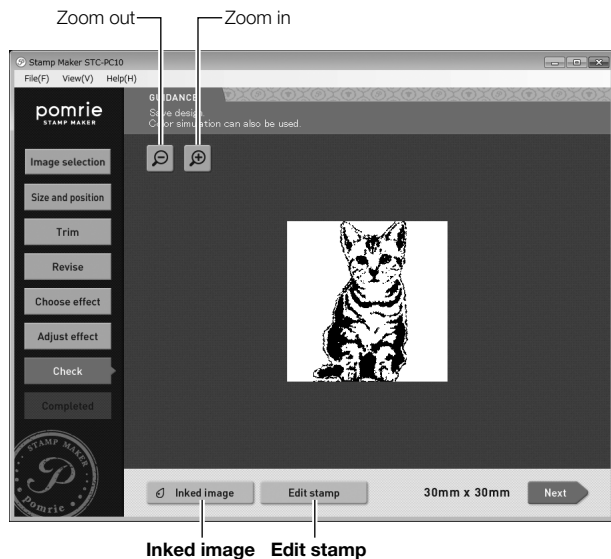 Zoom out Zoom in
Stamp Maker STC-PC10
File(F) View(V) Help(H)
pomrie
STAMP MAKER
GUIDANCE
Save design.
Color simulation can also be used.
Image selection
Size and position
Trim
Revise
Choose effect
Adjust effect
Check
Completed
STAMP MAKER
P
Pomrie
Inked image Edit stamp 30mm x 30mm Next
Inked image Edit stamp